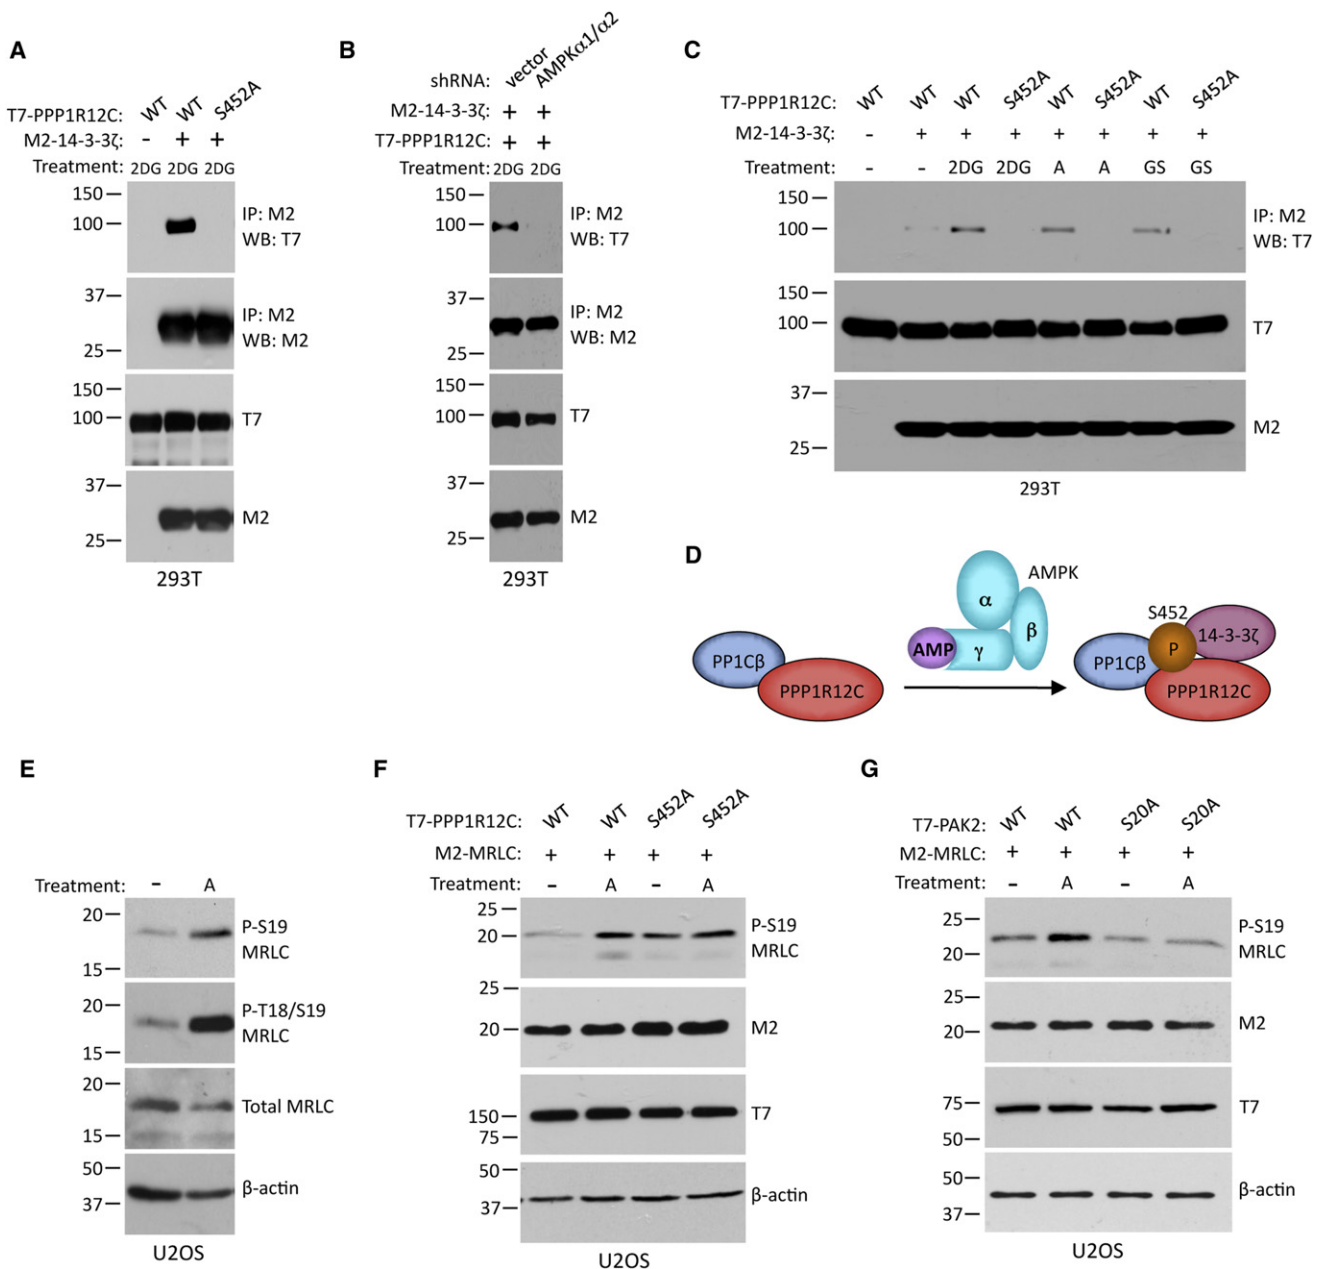 A
T7-PPP1R12C: WT WT S452A
M2-14-3-3ζ: - + +
Treatment: 2DG 2DG 2DG
150
100
IP: M2
WB: T7
37
25
IP: M2
WB: M2
150
100
T7
37
25
M2
293T
B
shRNA: vector AMPKα1/α2
M2-14-3-3ζ: + +
T7-PPP1R12C: + +
Treatment: 2DG 2DG
150
100
IP: M2
WB: T7
37
25
IP: M2
WB: M2
150
100
T7
37
25
M2
293T
C
T7-PPP1R12C: WT WT WT S452A WT S452A WT S452A
M2-14-3-3ζ: - + + + + + + +
Treatment: - - 2DG 2DG A A GS GS
150
100
IP: M2
WB: T7
150
100
T7
37
25
M2
293T
D
PP1Cβ
PPP1R12C
AMPK
α
β
γ
AMP
S452
P
14-3-3ζ
PP1Cβ
PPP1R12C
E
Treatment: - A
20
15
P-S19
MRLC
20
15
P-T18/S19
MRLC
20
15
Total MRLC
50
37
β-actin
U2OS
F
T7-PPP1R12C: WT WT S452A S452A
M2-MRLC: + + + +
Treatment: - A - A
25
20
P-S19
MRLC
25
20
M2
150
75
T7
50
37
β-actin
U2OS
G
T7-PAK2: WT WT S20A S20A
M2-MRLC: + + + +
Treatment: - A - A
25
20
P-S19
MRLC
25
20
M2
75
50
T7
50
37
β-actin
U2OS